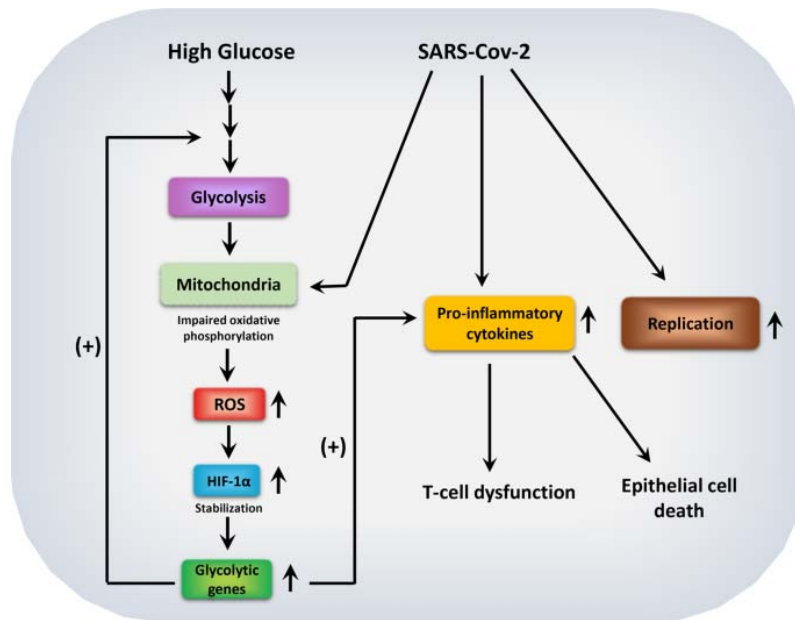 High Glucose
SARS-Cov-2
Glycolysis
Mitochondria
Impaired oxidative
phosphorylation
(+)
ROS
HIF-1α
Stabilization
Glycolytic
genes
(+)
Pro-inflammatory
cytokines
Replication
T-cell dysfunction
Epithelial cell
death